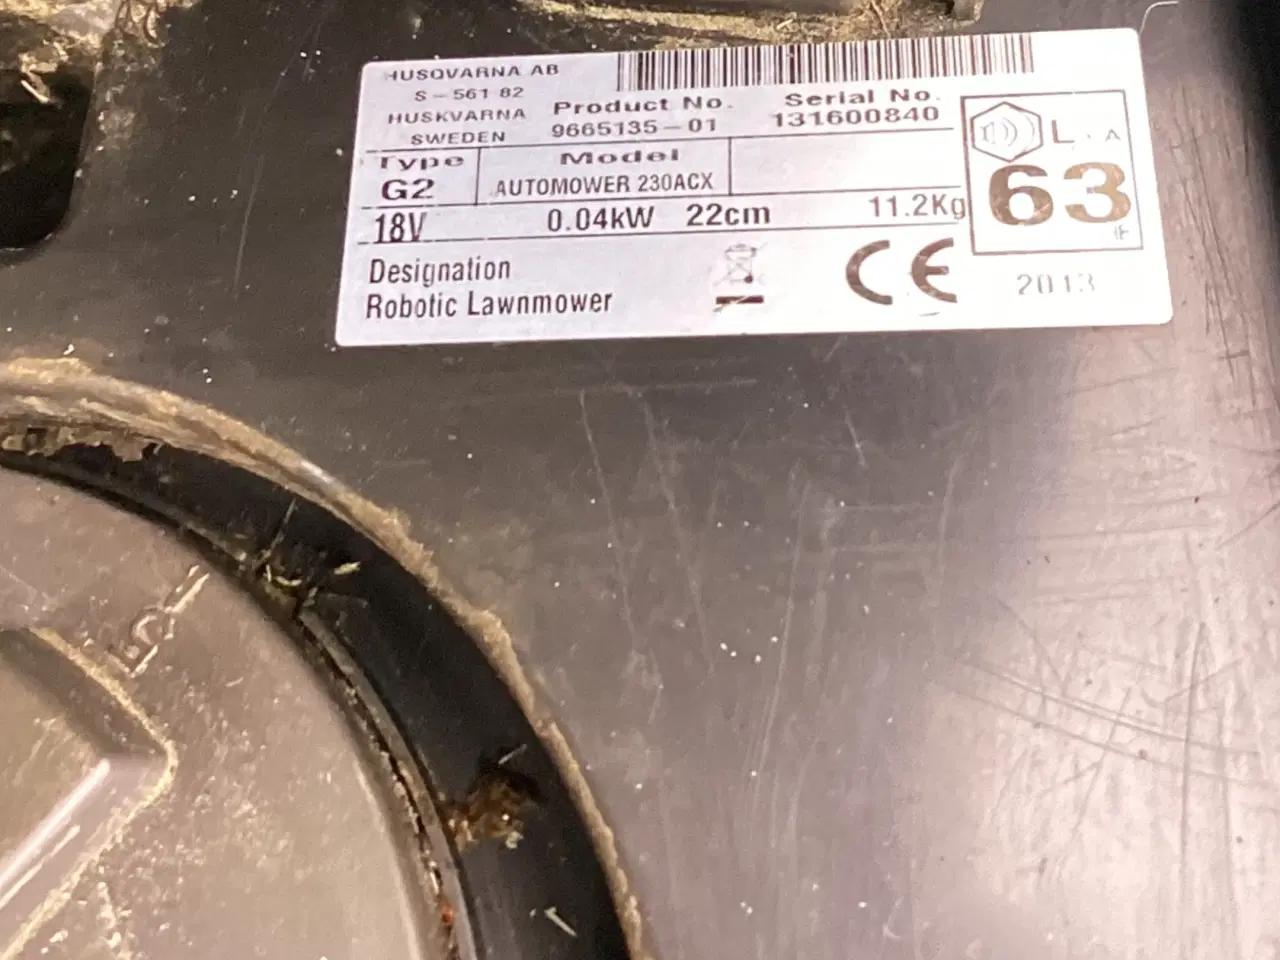 HUSQVARNA AB
S-561 82
HUSKVARNA
SWEDEN
Product No.
9665135-01
Serial No.
131600840
Type
G2
Model
AUTOMOWER 230ACX
18V 0.04kW 22cm 11.2Kg
Designation
Robotic Lawnmower
CE
L A
63
2013
5